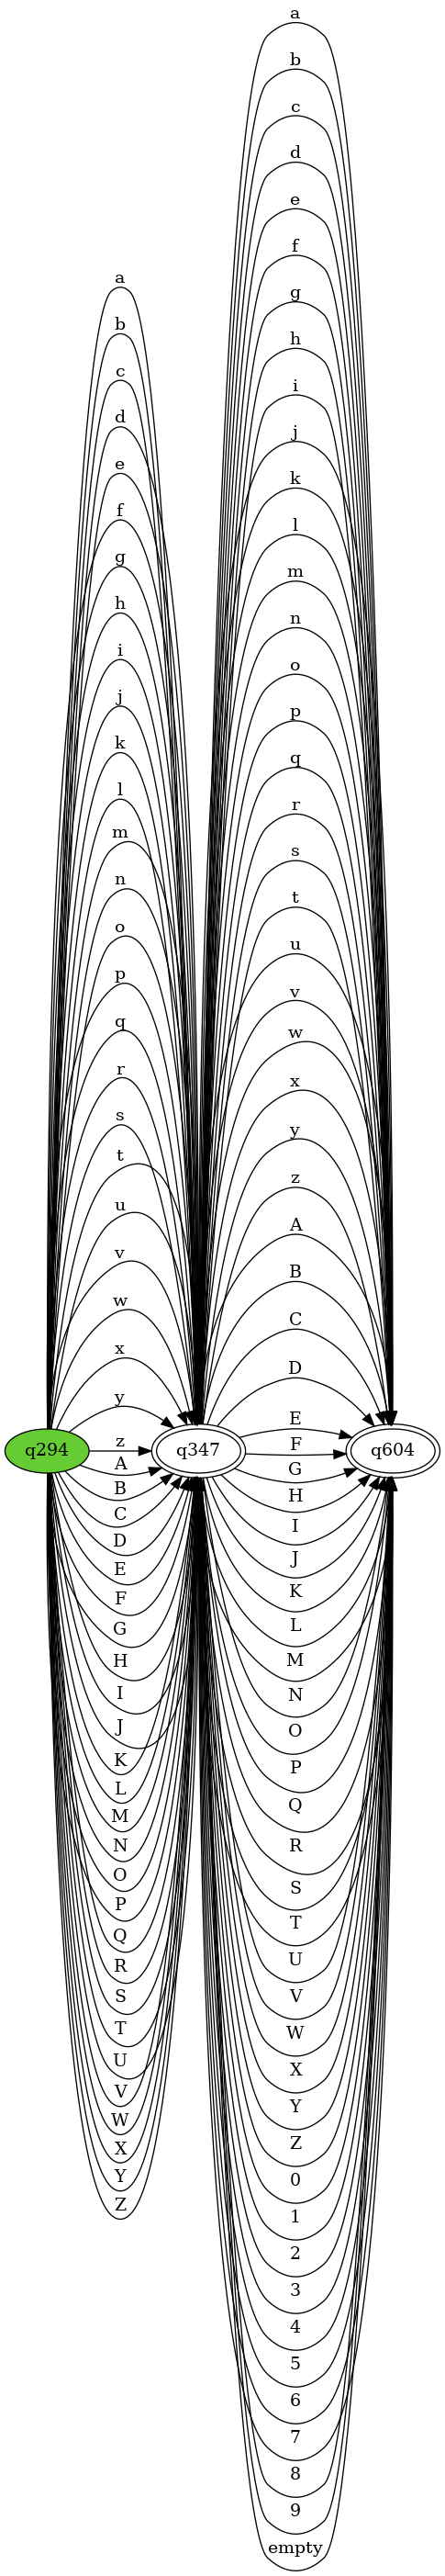 a
b
c
d
e
f
g
h
i
j
k
l
m
n
o
p
q
r
s
t
u
v
w
x
y
z
A
B
C
D
E
F
G
H
I
J
K
L
M
N
O
P
Q
R
S
T
U
V
W
X
Y
Z
q294
q347
a
b
c
d
e
f
g
h
i
j
k
l
m
n
o
p
q
r
s
t
u
v
w
x
y
z
A
B
C
D
E
F
G
H
I
J
K
L
M
N
O
P
Q
R
S
T
U
V
W
X
Y
Z
0
1
2
3
4
5
6
7
8
9
empty
q604